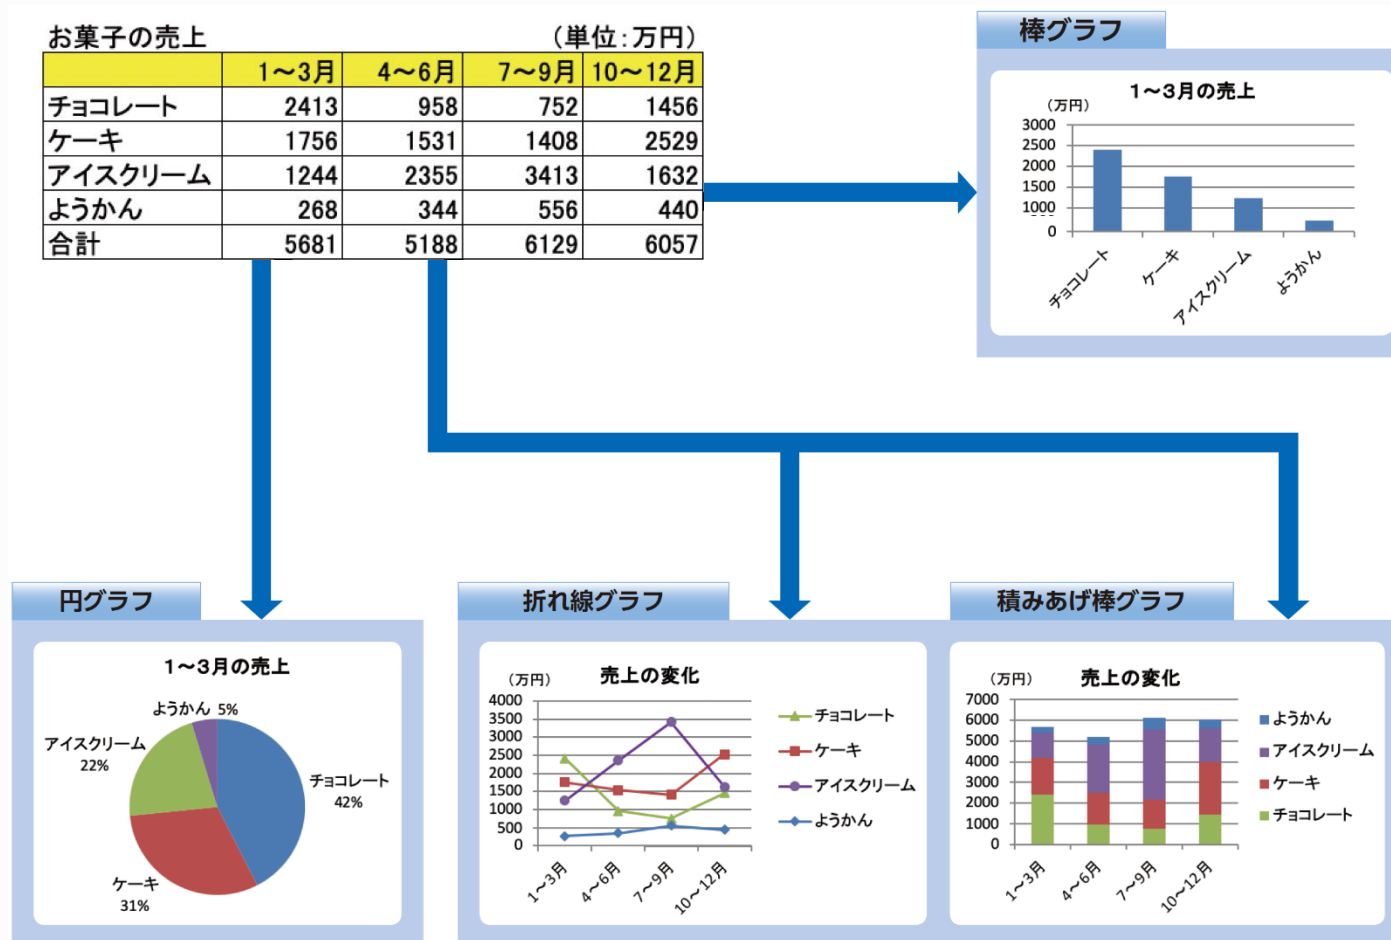 お菓子の売上 （単位：万円）
1～3月 4～6月 7～9月 10～12月
チョコレート 2413 958 752 1456
ケーキ 1756 1531 1408 2529
アイスクリーム 1244 2355 3413 1632
ようかん 268 344 556 440
合計 5681 5188 6129 6057
棒グラフ
1～3月の売上
（万円）
3000
2500
2000
1500
1000
0
チョコレート ケーキ アイスクリーム ようかん
円グラフ
1～3月の売上
ようかん 5%
アイスクリーム
22%
チョコレート
42%
ケーキ
31%
折れ線グラフ
売上の変化
（万円）
4000
3500
3000
2500
2000
1500
1000
500
0
1～3月 4～6月 7～9月 10～12月
チョコレート
ケーキ
アイスクリーム
ようかん
積みあげ棒グラフ
売上の変化
（万円）
7000
6000
5000
4000
3000
2000
1000
0
1～3月 4～6月 7～9月 10～12月
ようかん
アイスクリーム
ケーキ
チョコレート